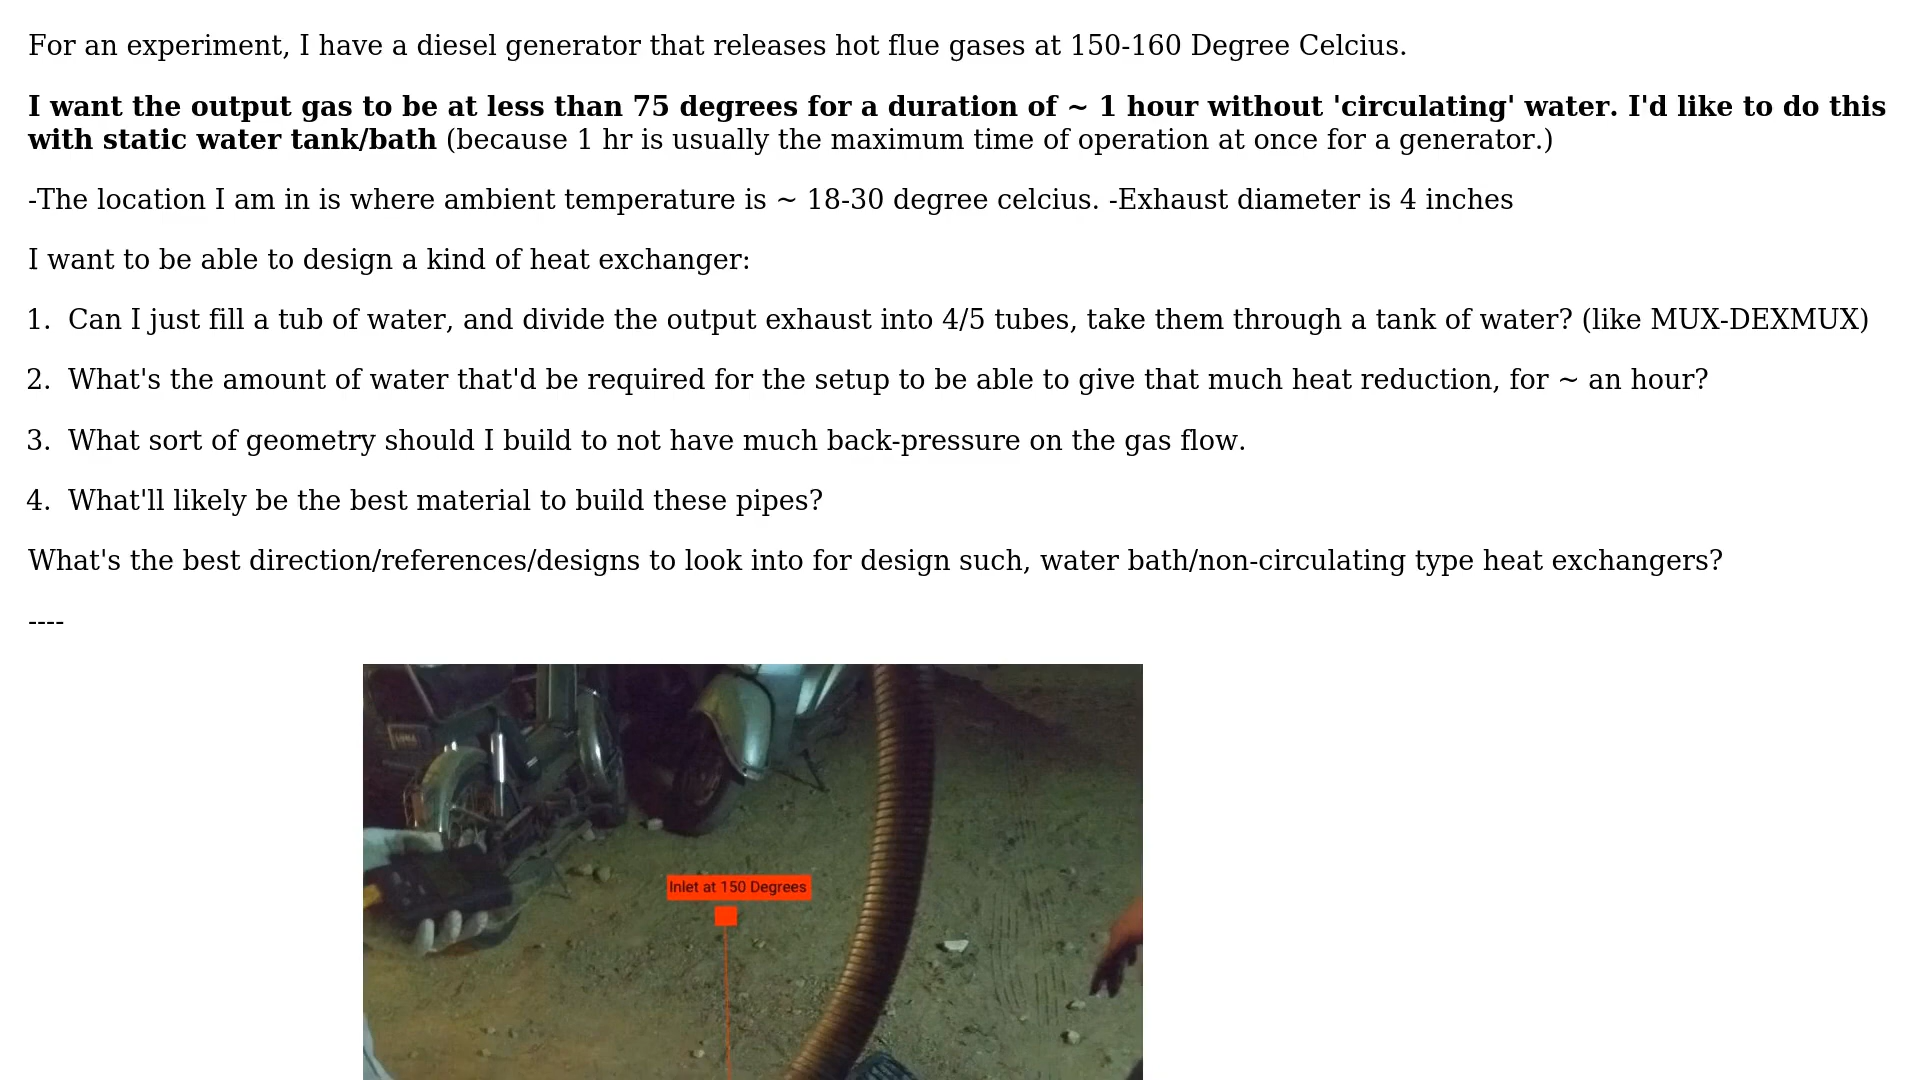 For an experiment, I have a diesel generator that releases hot flue gases at 150-160 Degree Celcius.
I want the output gas to be at less than 75 degrees for a duration of ~ 1 hour without 'circulating' water. I'd like to do this
with static water tank/bath (because 1 hr is usually the maximum time of operation at once for a generator.)
-The location I am in is where ambient temperature is ~ 18-30 degree celcius. -Exhaust diameter is 4 inches
I want to be able to design a kind of heat exchanger:
1. Can I just fill a tub of water, and divide the output exhaust into 4/5 tubes, take them through a tank of water? (like MUX-DEXMUX)
2. What's the amount of water that'd be required for the setup to be able to give that much heat reduction, for ~ an hour?
3. What sort of geometry should I build to not have much back-pressure on the gas flow.
4. What'll likely be the best material to build these pipes?
What's the best direction/references/designs to look into for design such, water bath/non-circulating type heat exchangers?
----
Inlet at 150 Degrees